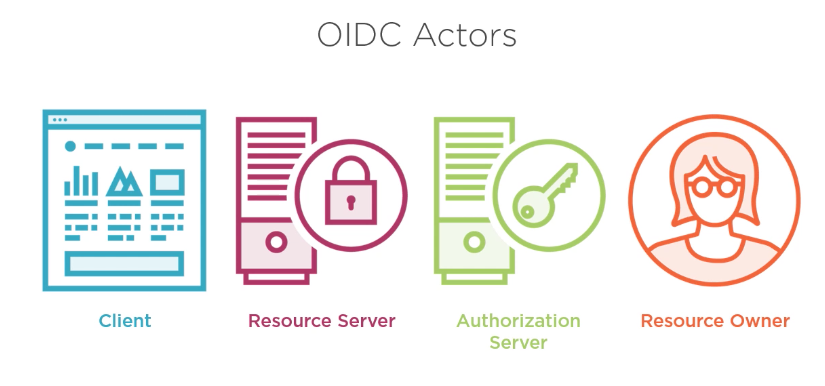 OIDC Actors
Client
Resource Server
Authorization
Server
Resource Owner